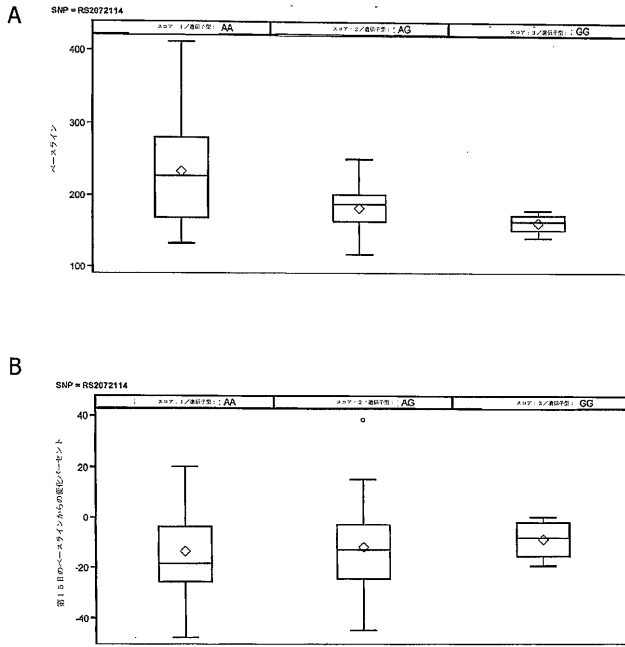 A
SNP = RS2072114
スコア:1/遺伝子型: AA
スコア:2/遺伝子型: AG
スコア:3/遺伝子型: GG
ベースライン
400
300
200
100
B
SNP = RS2072114
スコア:1/遺伝子型: AA
スコア:2/遺伝子型: AG
スコア:3/遺伝子型: GG
第15日のベースラインからの変化パーセント
40
20
0
-20
-40